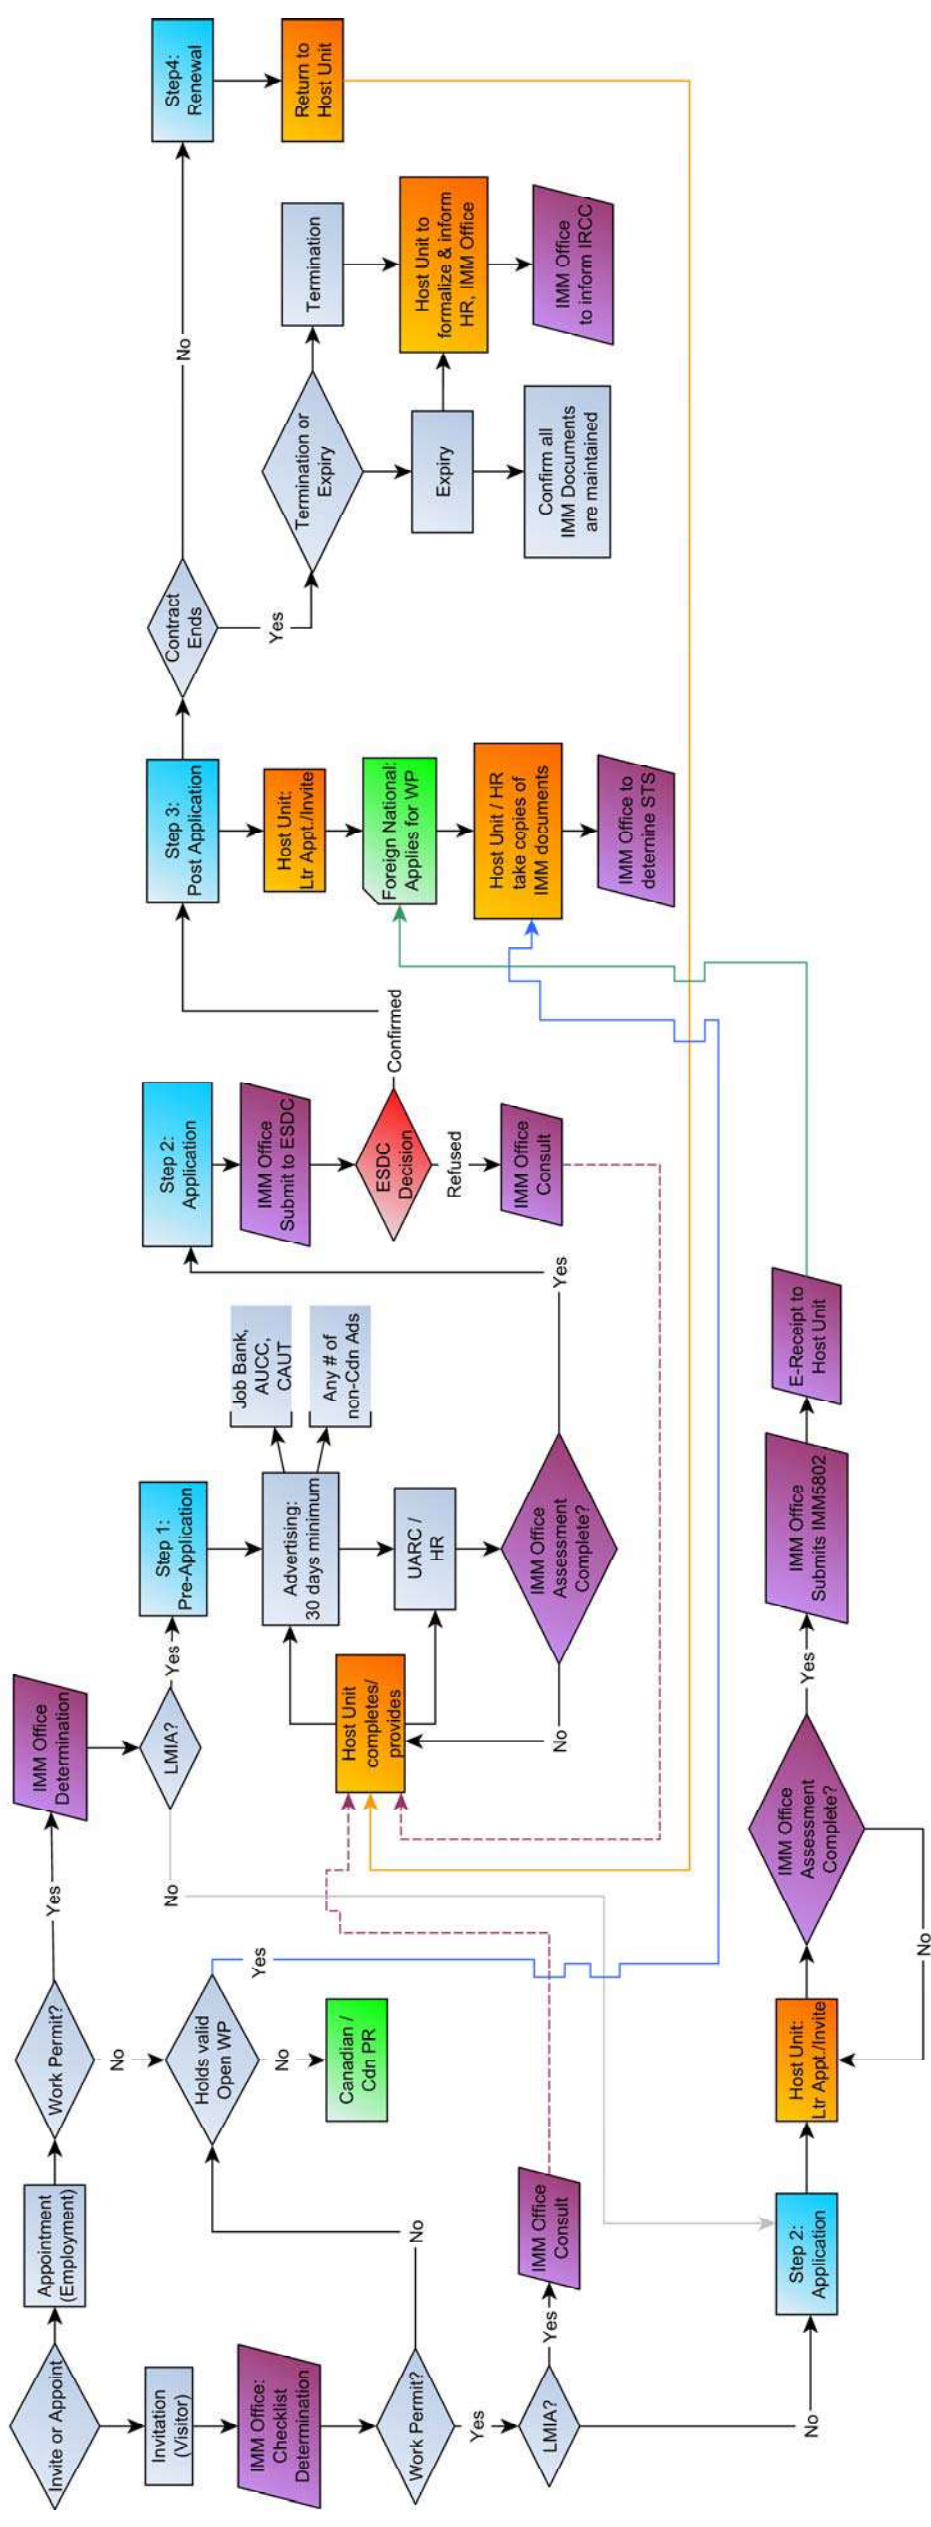 Invite or Appoint
Appointment
(Employment)
Work Permit?
Yes
IMM Office
Determination
No
Invitation
(Visitor)
IMM Office:
Checklist
Determination
Work Permit?
No
Yes
LMIA?
Yes
IMM Office
Consult
No
Holds valid
Open WP
Yes
No
Canadian /
Cdn PR
LMIA?
Yes
No
Step 1:
Pre-Application
Advertising:
30 days minimum
Job Bank,
AUCC,
CAUT
Any # of
non-Cdn Ads
Host Unit
completes/
provides
UARC /
HR
IMM Office
Assessment
Complete?
No
Yes
Step 2:
Application
IMM Office
Submit to ESDC
ESDC
Decision
Confirmed
Refused
IMM Office
Consult
Step 3:
Post Application
Host Unit:
Ltr Appt./Invite
Foreign National:
Applies for WP
Host Unit / HR
take copies of
IMM documents
IMM Office to
deternine STS
Contract
Ends
No
Yes
Termination or
Expiry
Termination
Expiry
Host Unit to
formalize & inform
HR, IMM Office
Confirm all
IMM Documents
are maintained
IMM Office
to inform IRCC
Step4:
Renewal
Return to
Host Unit
Step 2:
Application
Host Unit:
Ltr Appt./Invite
IMM Office
Assessment
Complete?
No
Yes
IMM Office
Submits IMM5802
E-Receipt to
Host Unit